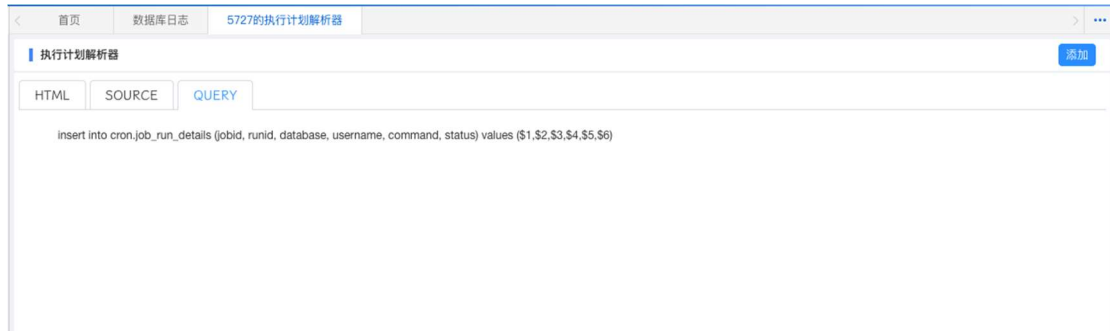 首页 数据库日志 5727的执行计划解析器
执行计划解析器 添加
HTML SOURCE QUERY
insert into cron.job_run_details (jobid, runid, database, username, command, status) values ($1,$2,$3,$4,$5,$6)